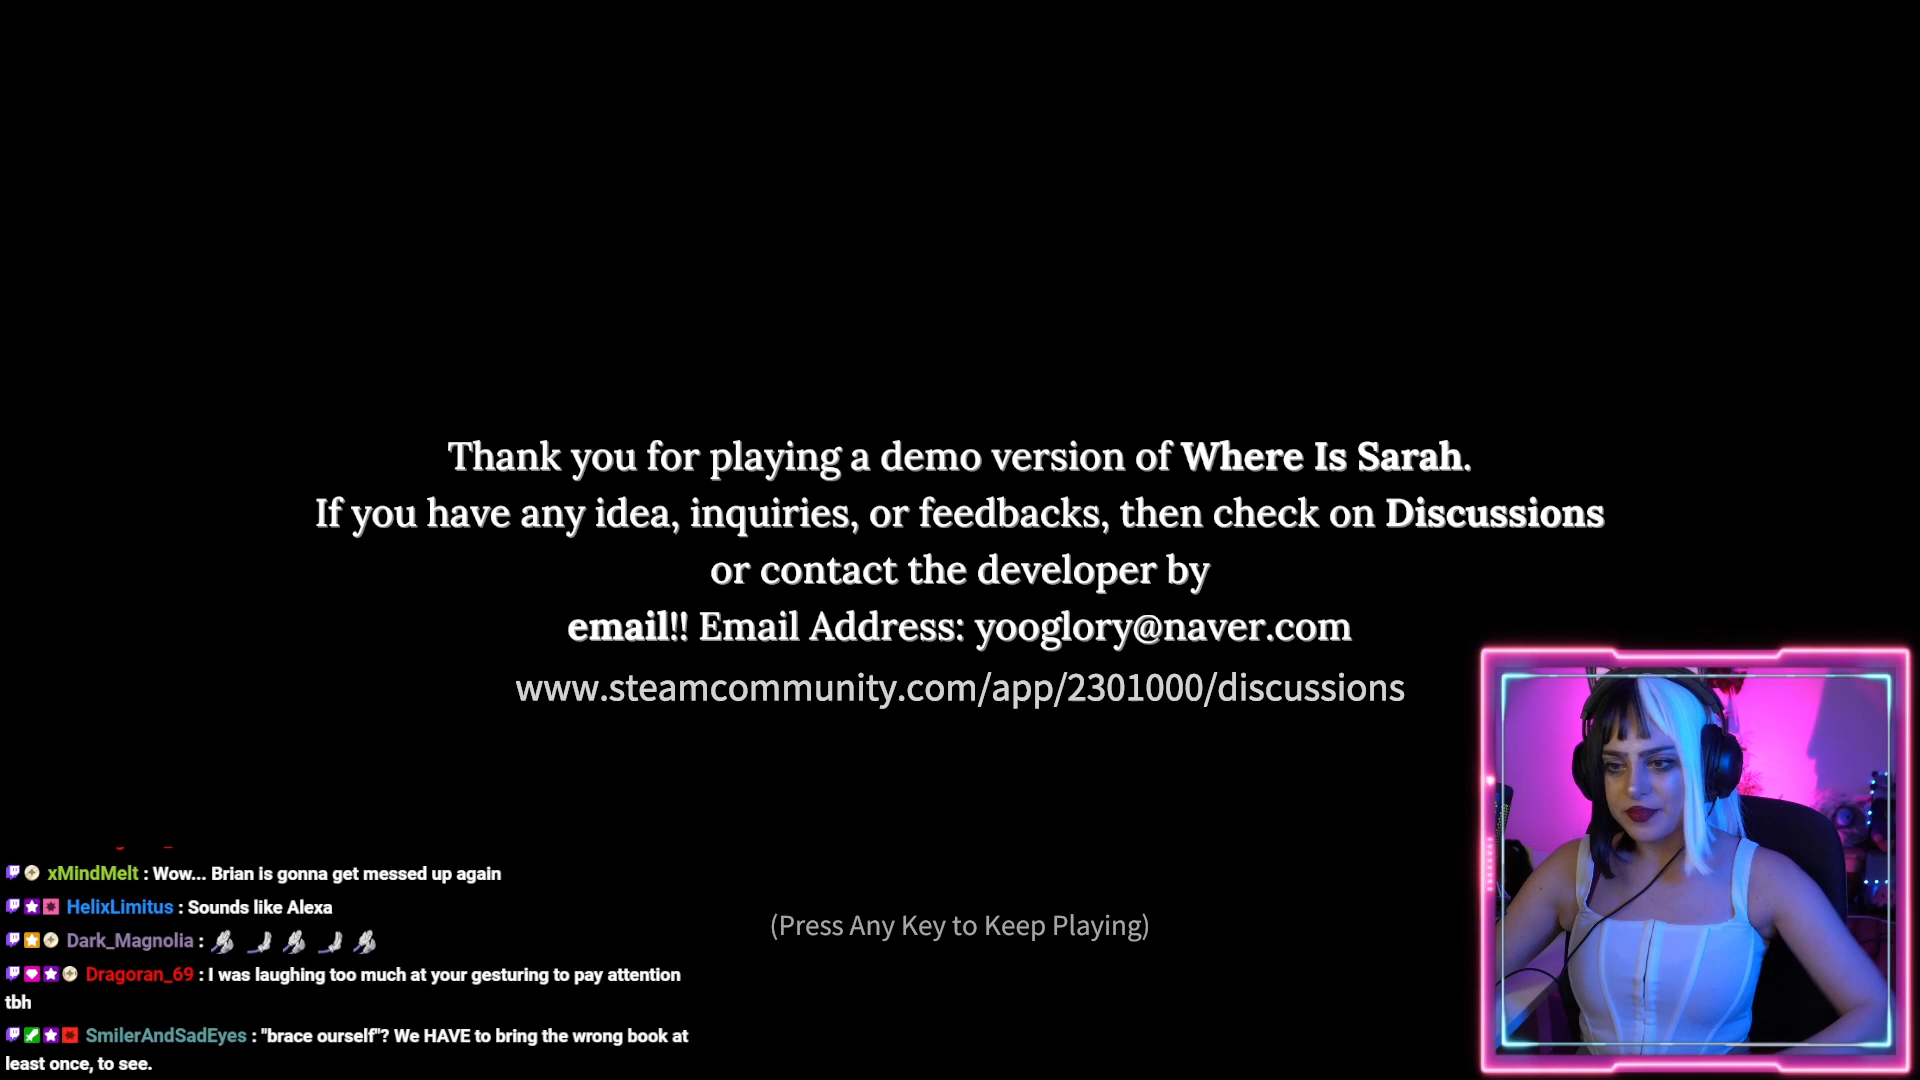 Thank you for playing a demo version of Where Is Sarah.
If you have any idea, inquiries, or feedbacks, then check on Discussions
or contact the developer by
email!! Email Address: yooglory@naver.com
www.steamcommunity.com/app/2301000/discussions
(Press Any Key to Keep Playing)
xMindMelt : Wow... Brian is gonna get messed up again
HelixLimitus : Sounds like Alexa
Dark_Magnolia :
Dragoran_69 : I was laughing too much at your gesturing to pay attention
tbh
SmilerAndSadEyes : "brace ourself"? We HAVE to bring the wrong book at
least once, to see.